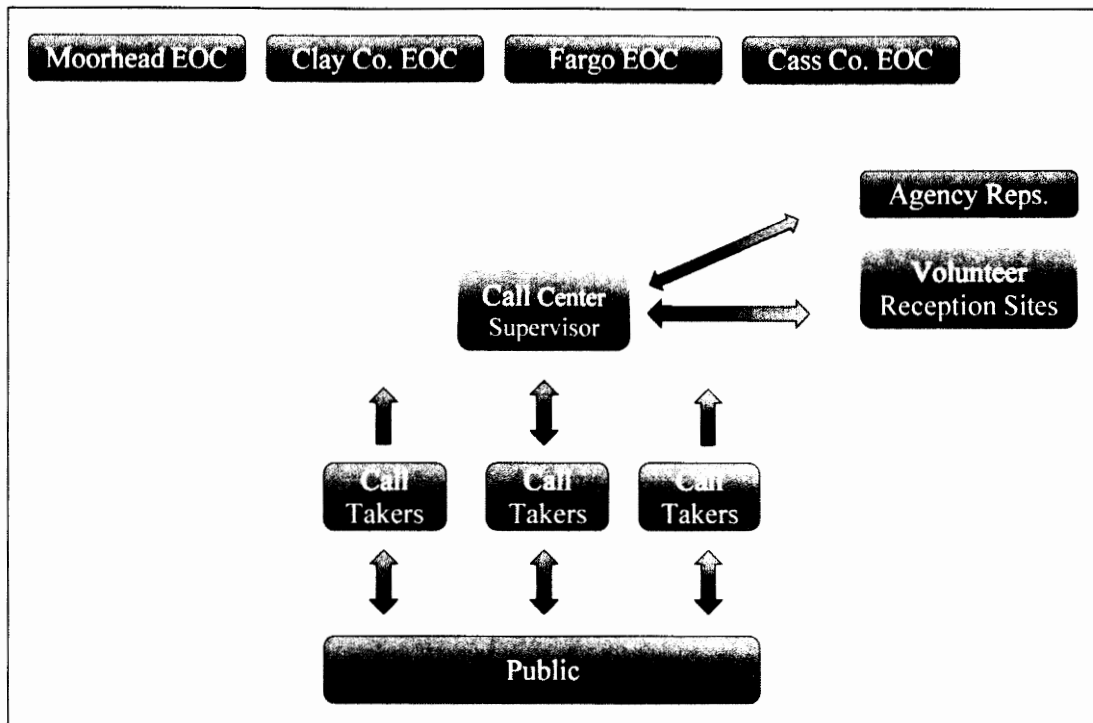 Moorhead EOC
Clay Co. EOC
Fargo EOC
Cass Co. EOC
Agency Reps.
Volunteer
Reception Sites
Call Center
Supervisor
Call
Takers
Call
Takers
Call
Takers
Public